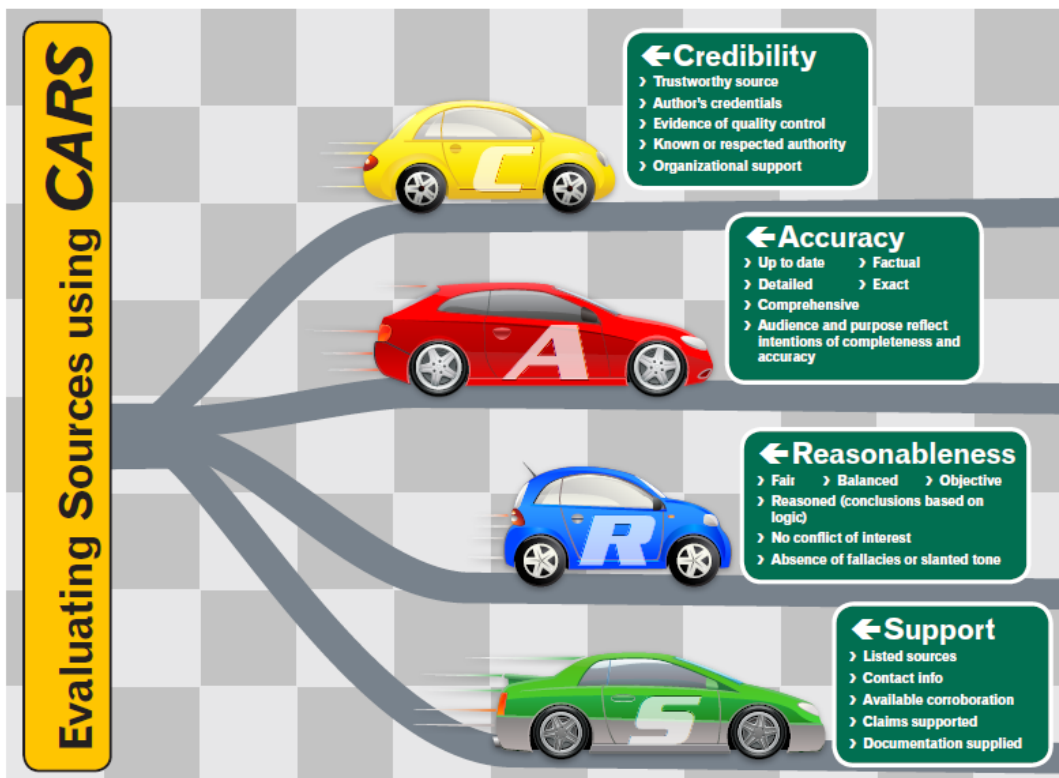 Evaluating Sources using CARS
C
←Credibility
› Trustworthy source
› Author's credentials
› Evidence of quality control
› Known or respected authority
› Organizational support
A
←Accuracy
› Up to date › Factual
› Detailed › Exact
› Comprehensive
› Audience and purpose reflect
intentions of completeness and
accuracy
R
←Reasonableness
› Fair › Balanced › Objective
› Reasoned (conclusions based on
logic)
› No conflict of interest
› Absence of fallacies or slanted tone
S
←Support
› Listed sources
› Contact info
› Available corroboration
› Claims supported
› Documentation supplied